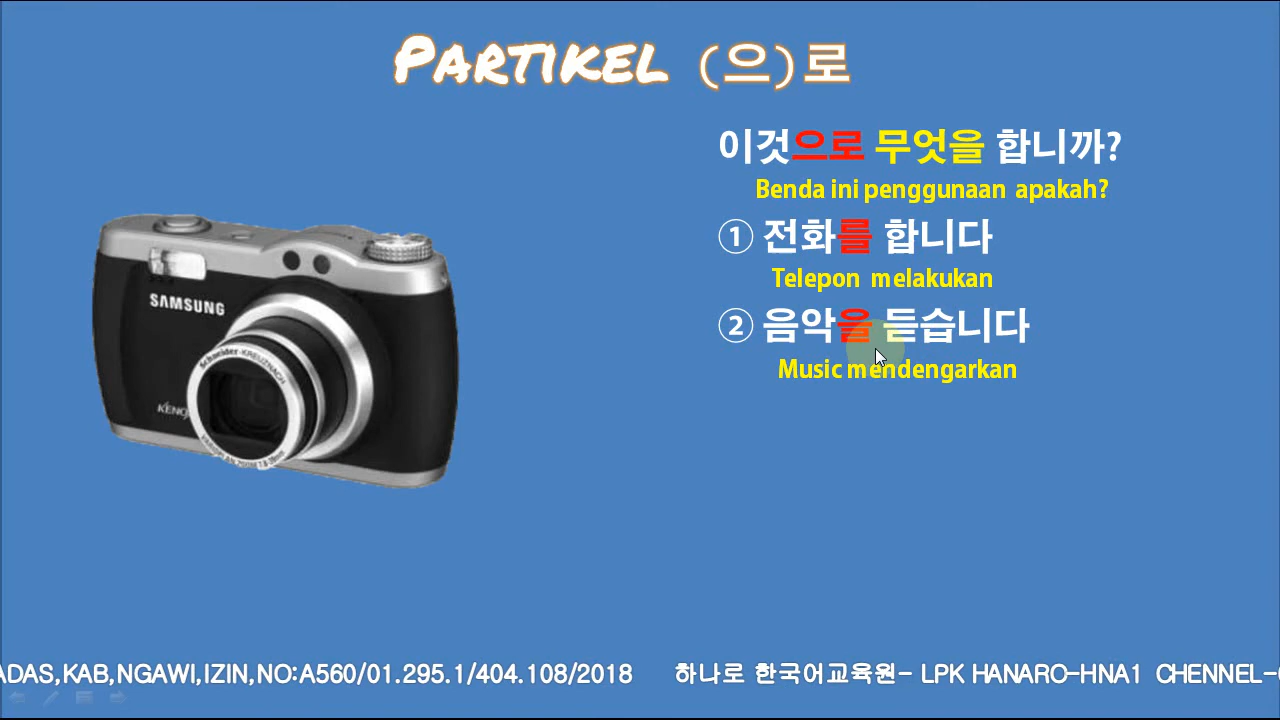 PARTIKEL (으)로
이것으로 무엇을 합니까?
Benda ini penggunaan apakah?
① 전화를 합니다
Telepon melakukan
② 음악을 듣습니다
Music mendengarkan
SAMSUNG
Schneider-KREUZNACH
ADAS,KAB,NGAWI,IZIN,NO:A560/01.295.1/404.108/2018 하나로 한국어교육원- LPK HANARO-HNA1 CHENNEL-